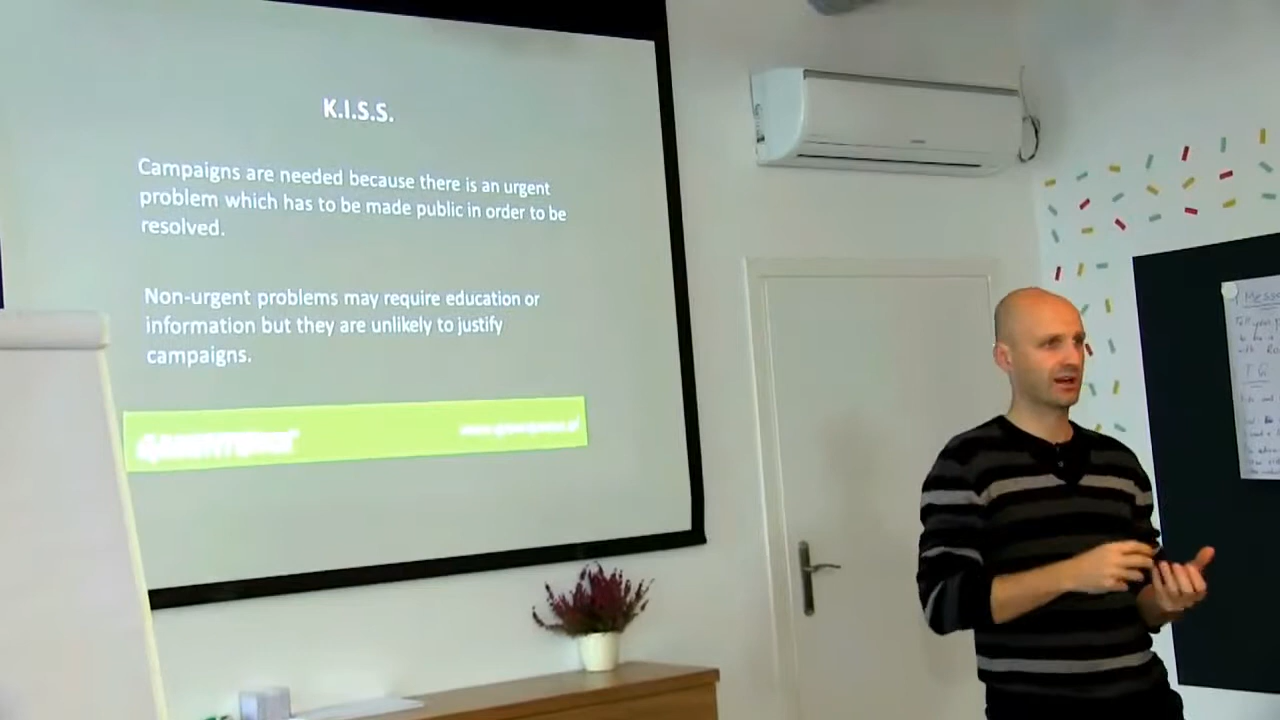 K.I.S.S.
Campaigns are needed because there is an urgent
problem which has to be made public in order to be
resolved.
Non-urgent problems may require education or
information but they are unlikely to justify
campaigns.